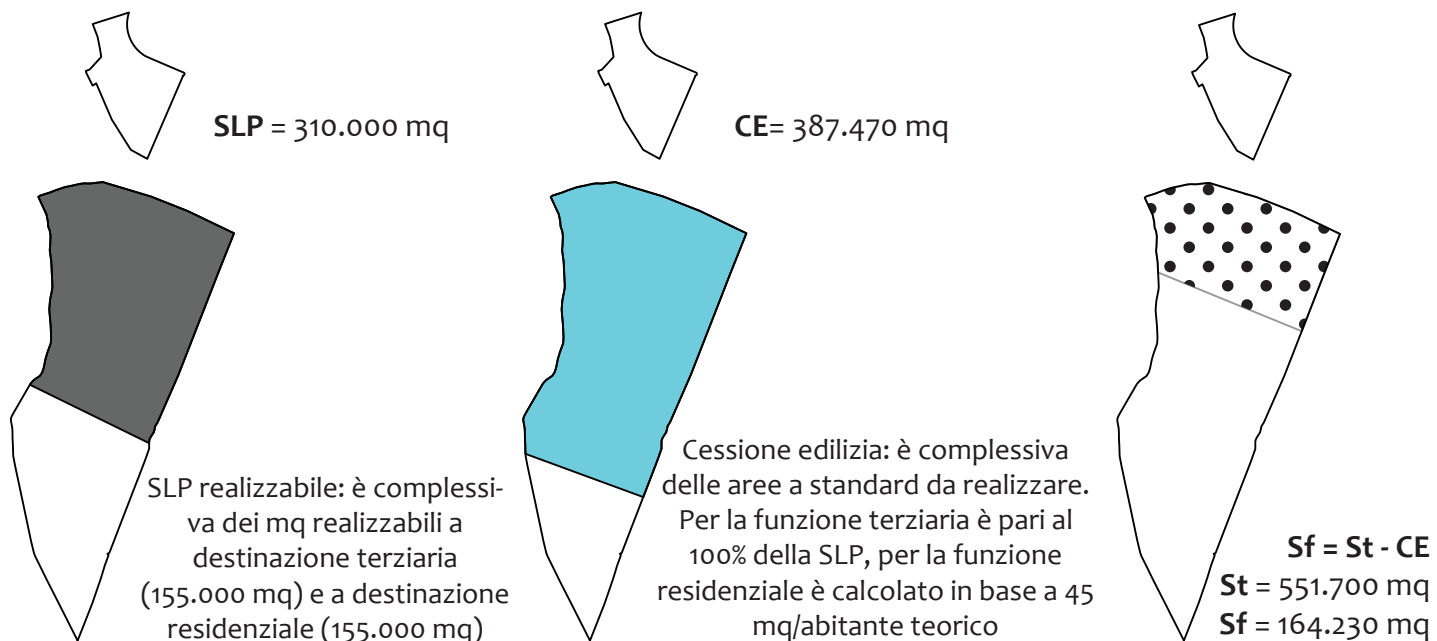 SLP = 310.000 mq
CE= 387.470 mq
SLP realizzabile: è complessi-
va dei mq realizzabili a
destinazione terziaria
(155.000 mq) e a destinazione
residenziale (155.000 mq)
Cessione edilizia: è complessiva
delle aree a standard da realizzare.
Per la funzione terziaria è pari al
100% della SLP, per la funzione
residenziale è calcolato in base a 45
mq/abitante teorico
Sf = St - CE
St = 551.700 mq
Sf = 164.230 mq